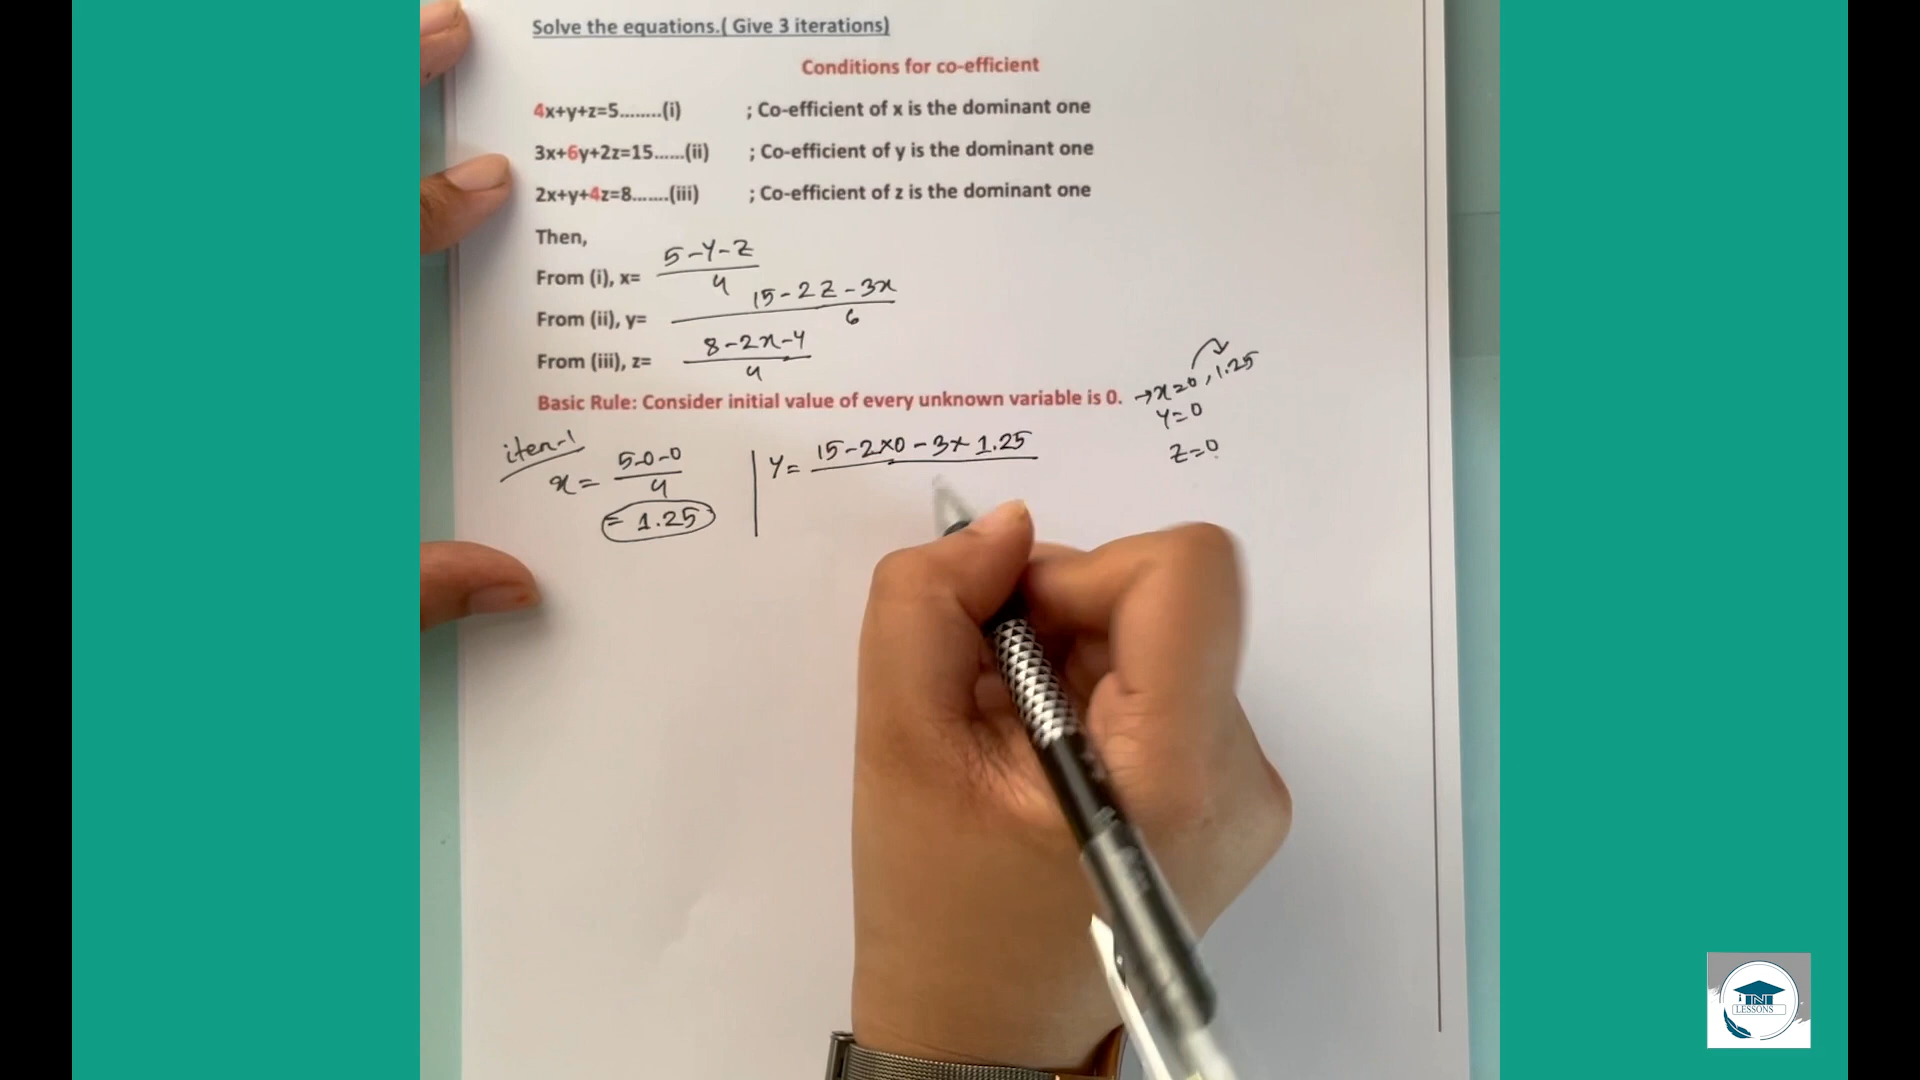 Solve the equations.( Give 3 iterations)
Conditions for co-efficient
4x+y+z=5........(i) ; Co-efficient of x is the dominant one
3x+6y+2z=15......(ii) ; Co-efficient of y is the dominant one
2x+y+4z=8.......(iii) ; Co-efficient of z is the dominant one
Then,
From (i), x= 5-y-z / 4
From (ii), y= 15-2z-3x / 6
From (iii), z= 8-2x-y / 4
Basic Rule: Consider initial value of every unknown variable is 0. →x=0, 1.25
y=0
z=0
iter-1
x= 5-0-0 / 4
= 1.25
y= 15-2×0-3×1.25
LESSONS